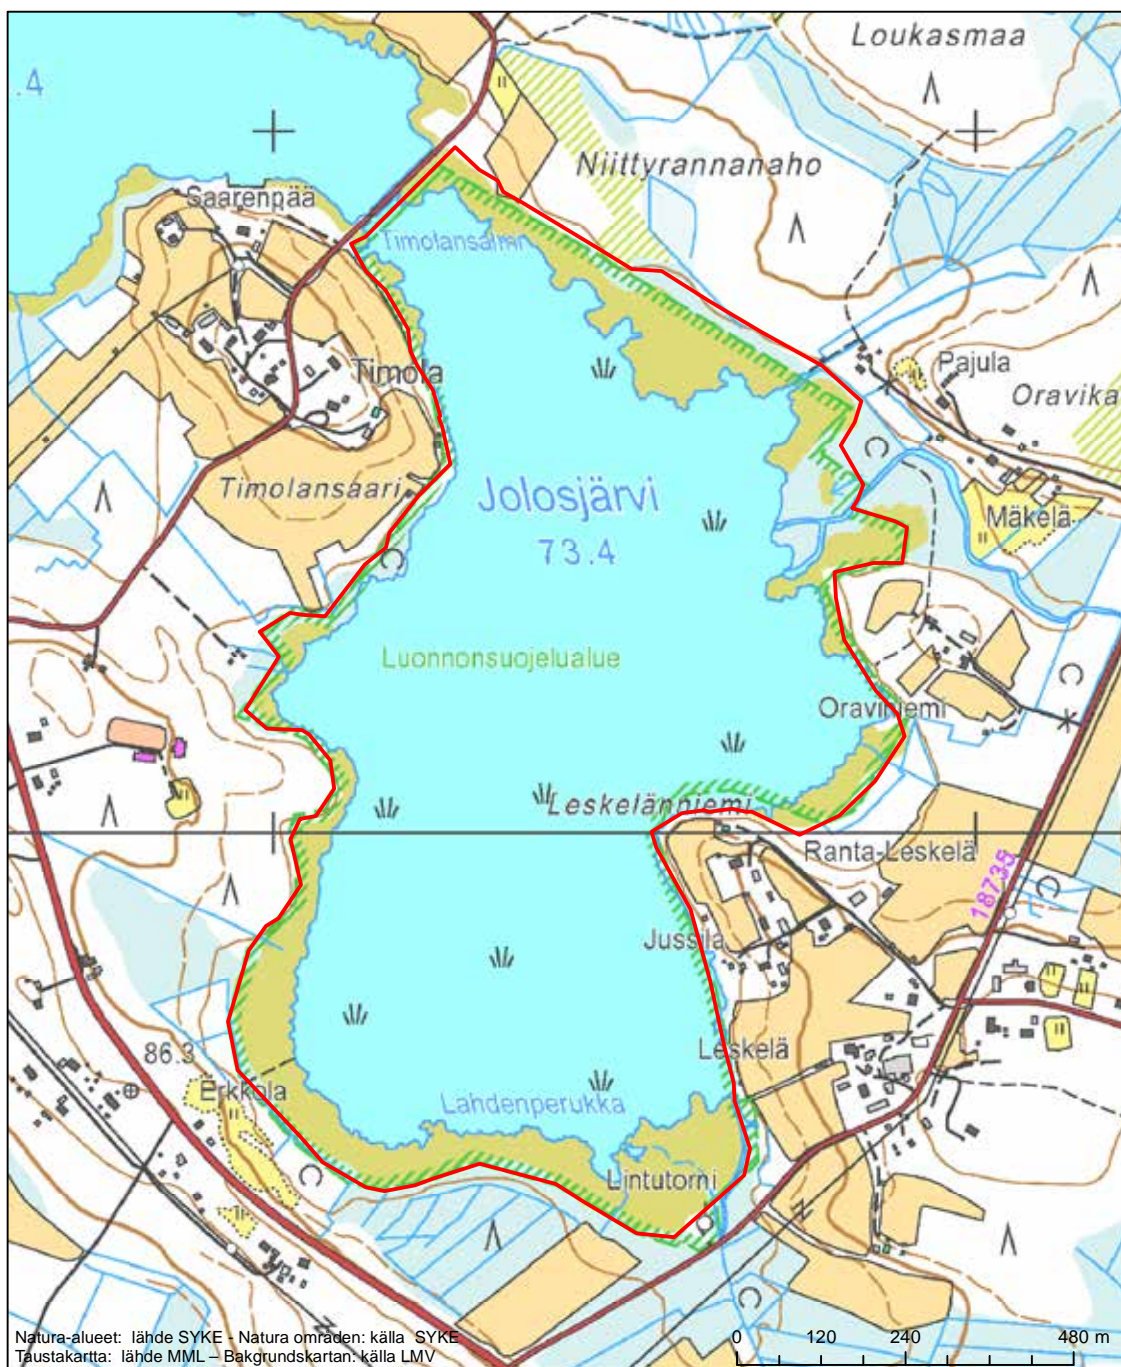 Loukasmaa
.4
Niittyrannanaho
Saarenpää
Timolansalmi
Pajula
Timola
Oravika
Timolansaari
Jolosjärvi
73.4
Mäkelä
Luonnonsuojelualue
Oraviniemi
Leskelänniemi
Ranta-Leskelä
18735
Jussila
Leskelä
86.3
Erkkola
Lahdenperukka
Lintutorni
Natura-alueet: lähde SYKE - Natura områden: källa SYKE
Taustakartta: lähde MML – Bakgrundskartan: källa LMV
0 120 240 480 m